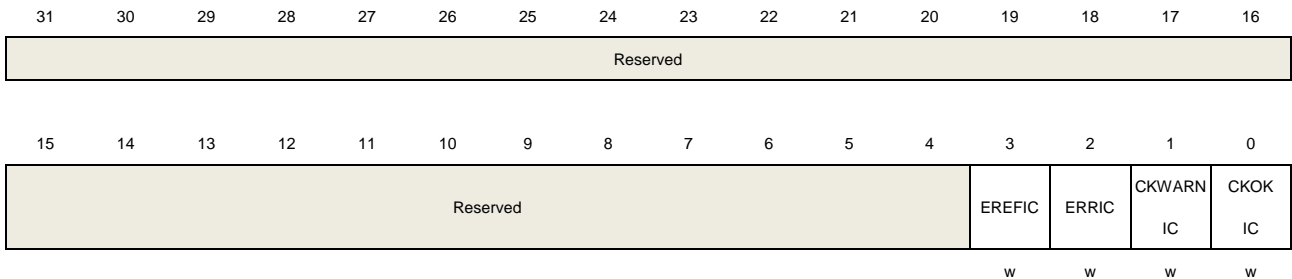 31 30 29 28 27 26 25 24 23 22 21 20 19 18 17 16
Reserved
15 14 13 12 11 10 9 8 7 6 5 4 3 2 1 0
Reserved EREFIC ERRIC CKWARN IC CKOK IC
w w w w